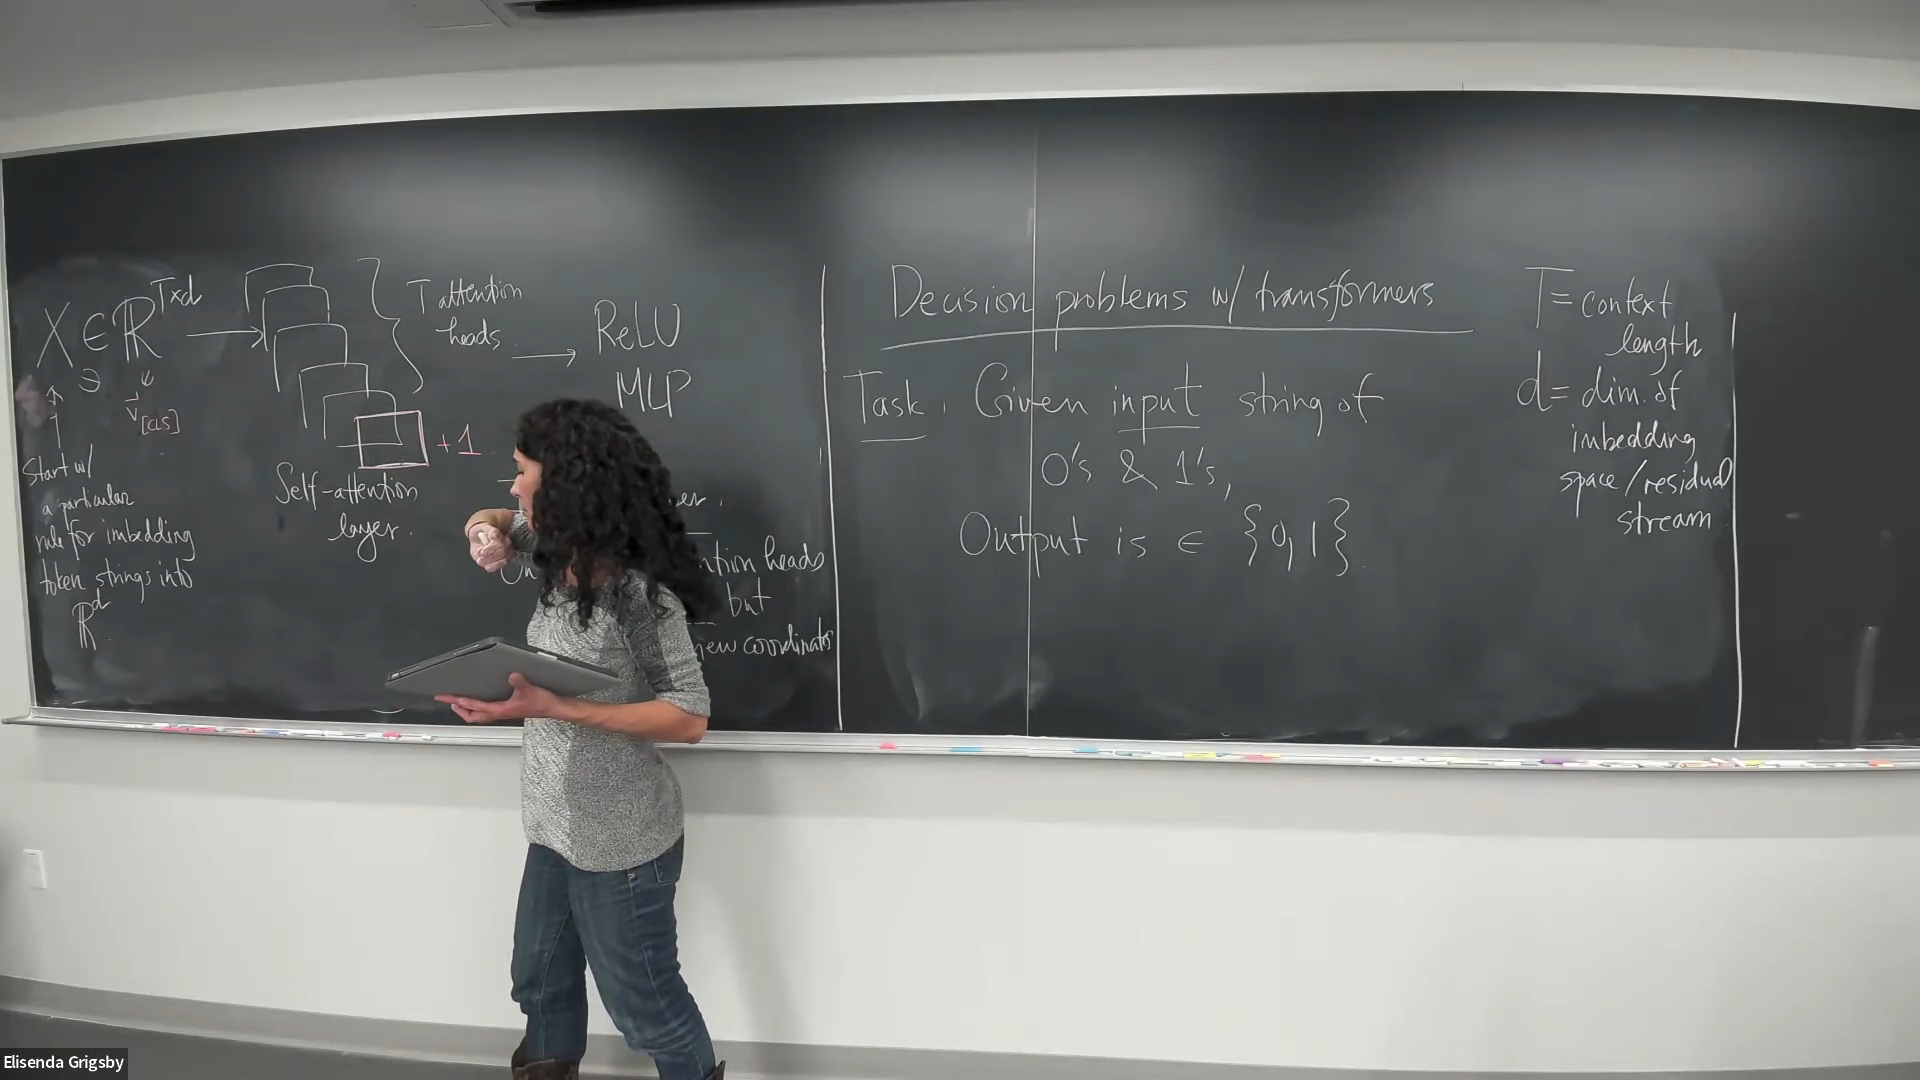 X ∈ ℝ^{T×d} →
∋
v⃗_[CLS]
Start w/
a particular
rule for imbedding
token strings into
ℝ^d
T attention
heads →
+1
Self-attention
layer.
ReLU
MLP
ention heads
but
new coordinates
Decision problems w/ transformers
Task. Given input string of
0's & 1's,
Output is ∈ {0,1}.
T = context
length
d = dim. of
imbedding
space/residual
stream
Elisenda Grigsby